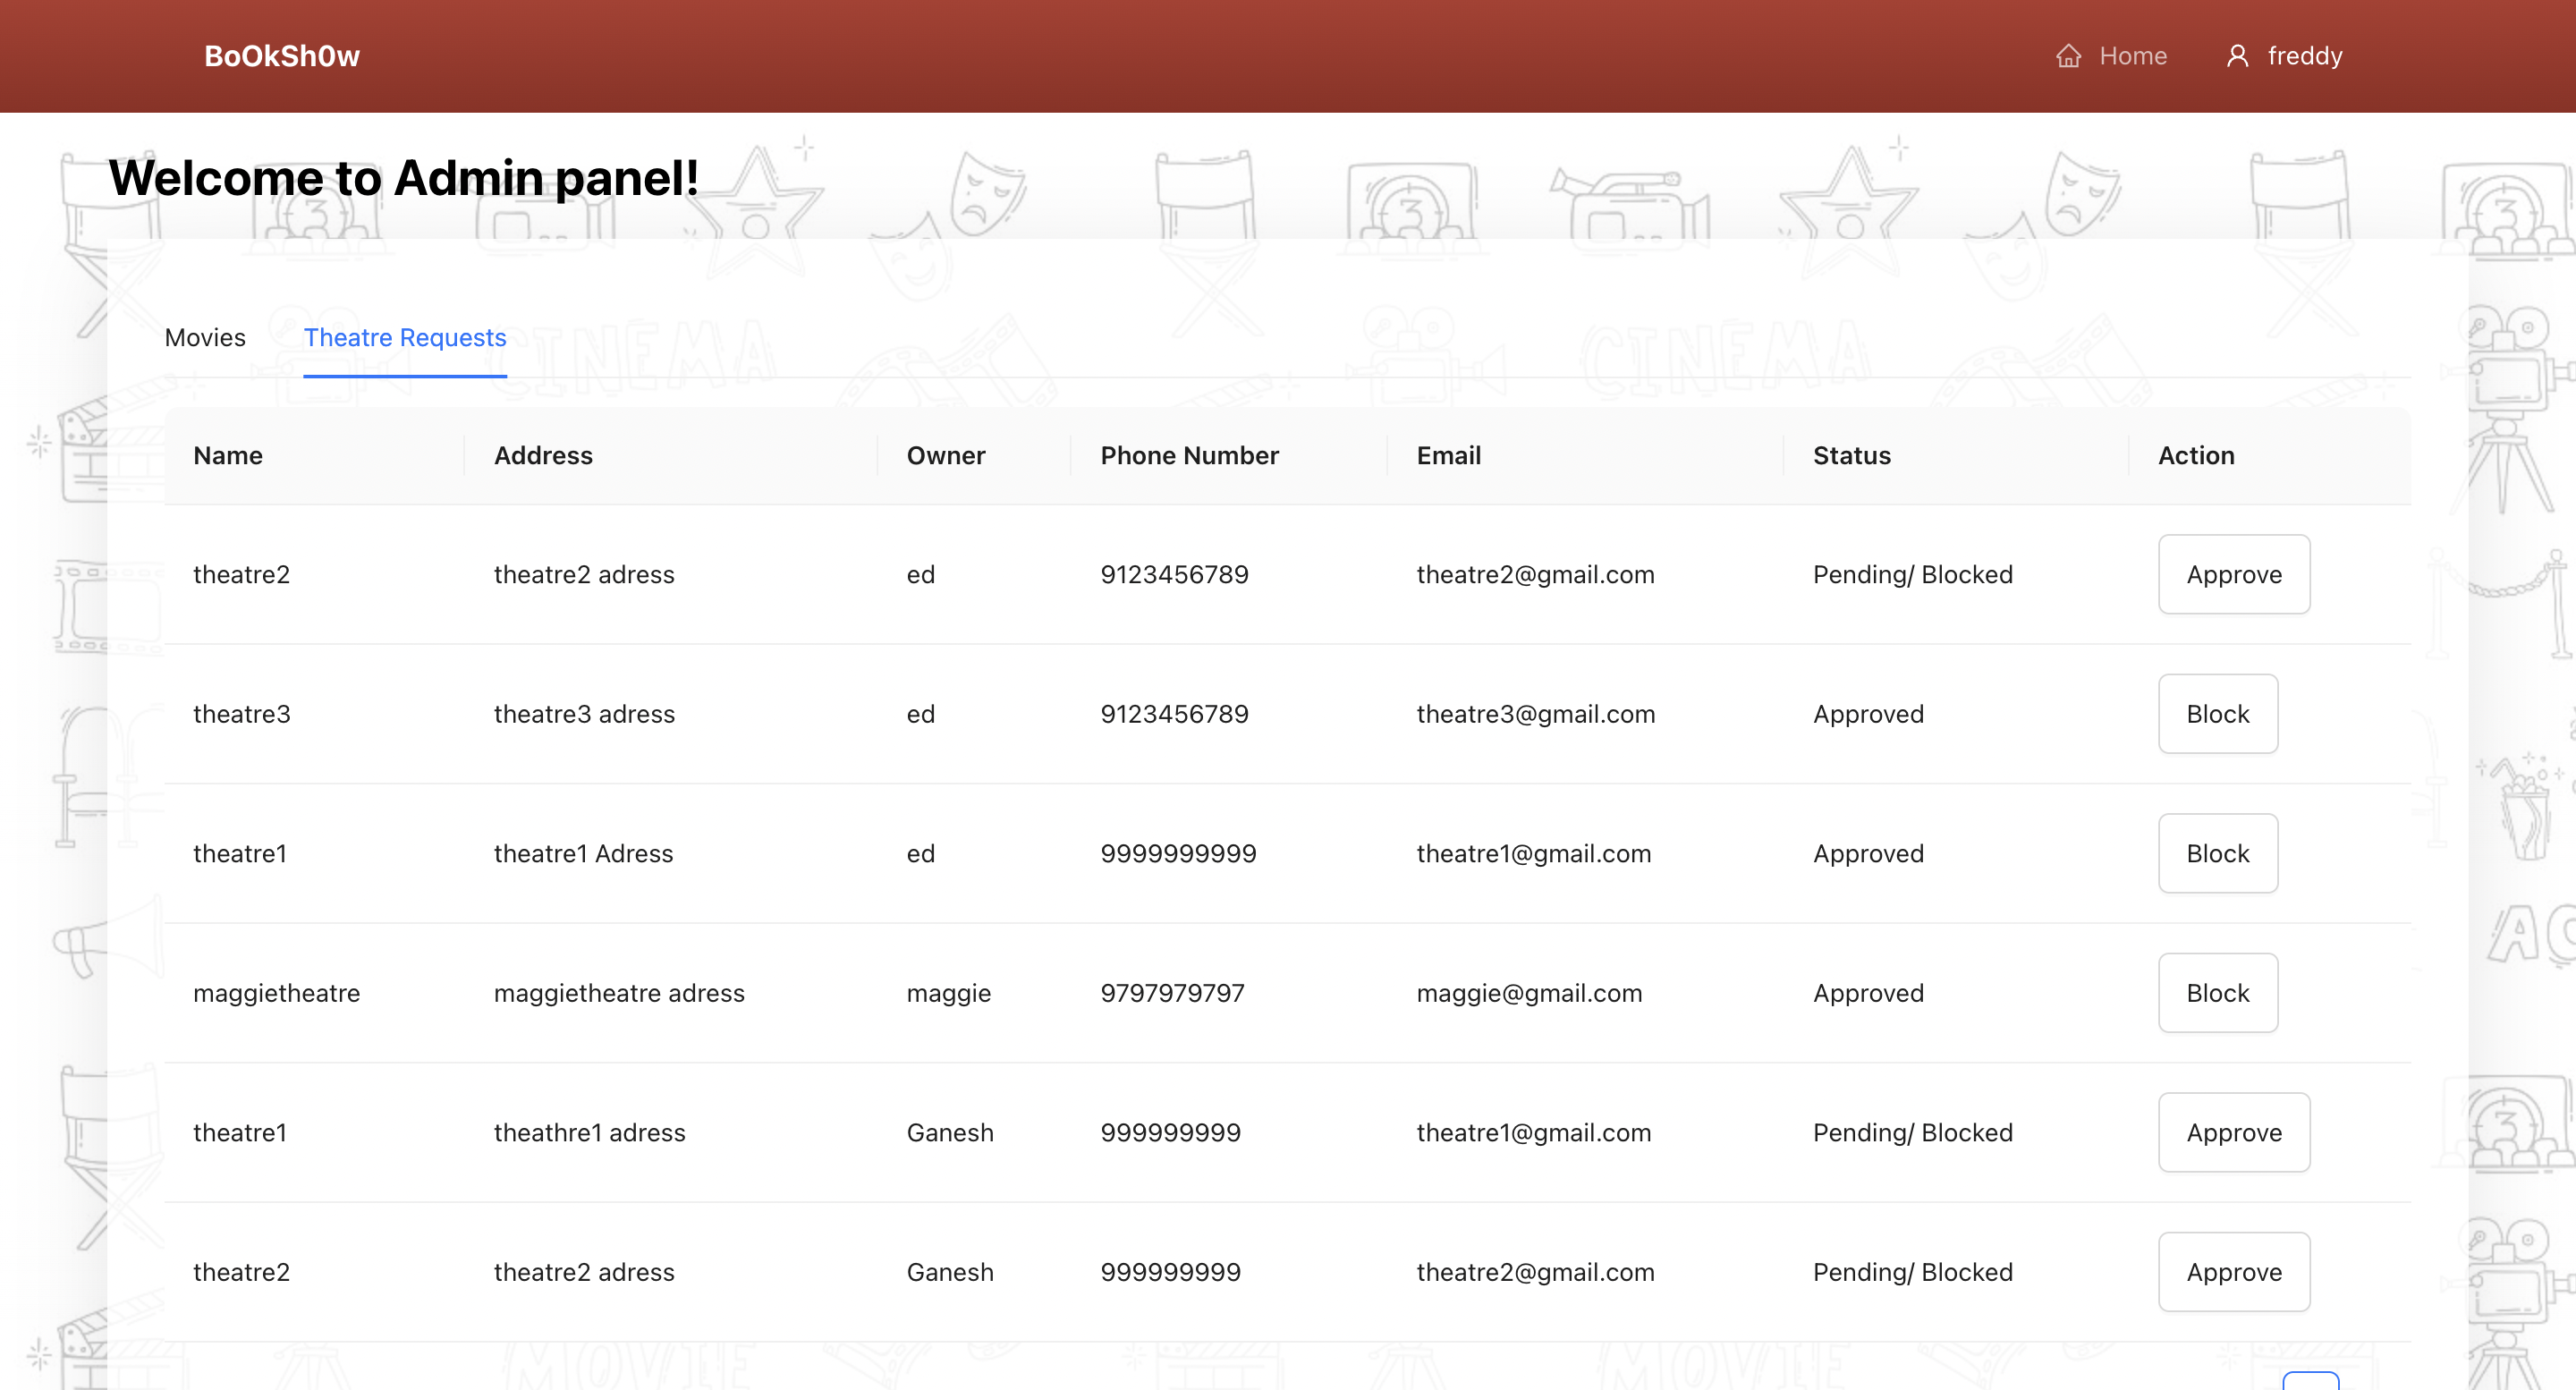 BoOkSh0w Home freddy
Welcome to Admin panel!
Movies Theatre Requests
CINEMA CINEMA
Name Address Owner Phone Number Email Status Action
theatre2 theatre2 adress ed 9123456789 theatre2@gmail.com Pending/ Blocked Approve
theatre3 theatre3 adress ed 9123456789 theatre3@gmail.com Approved Block
theatre1 theatre1 Adress ed 9999999999 theatre1@gmail.com Approved Block
maggietheatre maggietheatre adress maggie 9797979797 maggie@gmail.com Approved Block
theatre1 theathre1 adress Ganesh 999999999 theatre1@gmail.com Pending/ Blocked Approve
theatre2 theatre2 adress Ganesh 999999999 theatre2@gmail.com Pending/ Blocked Approve
MOVIE MOVIE